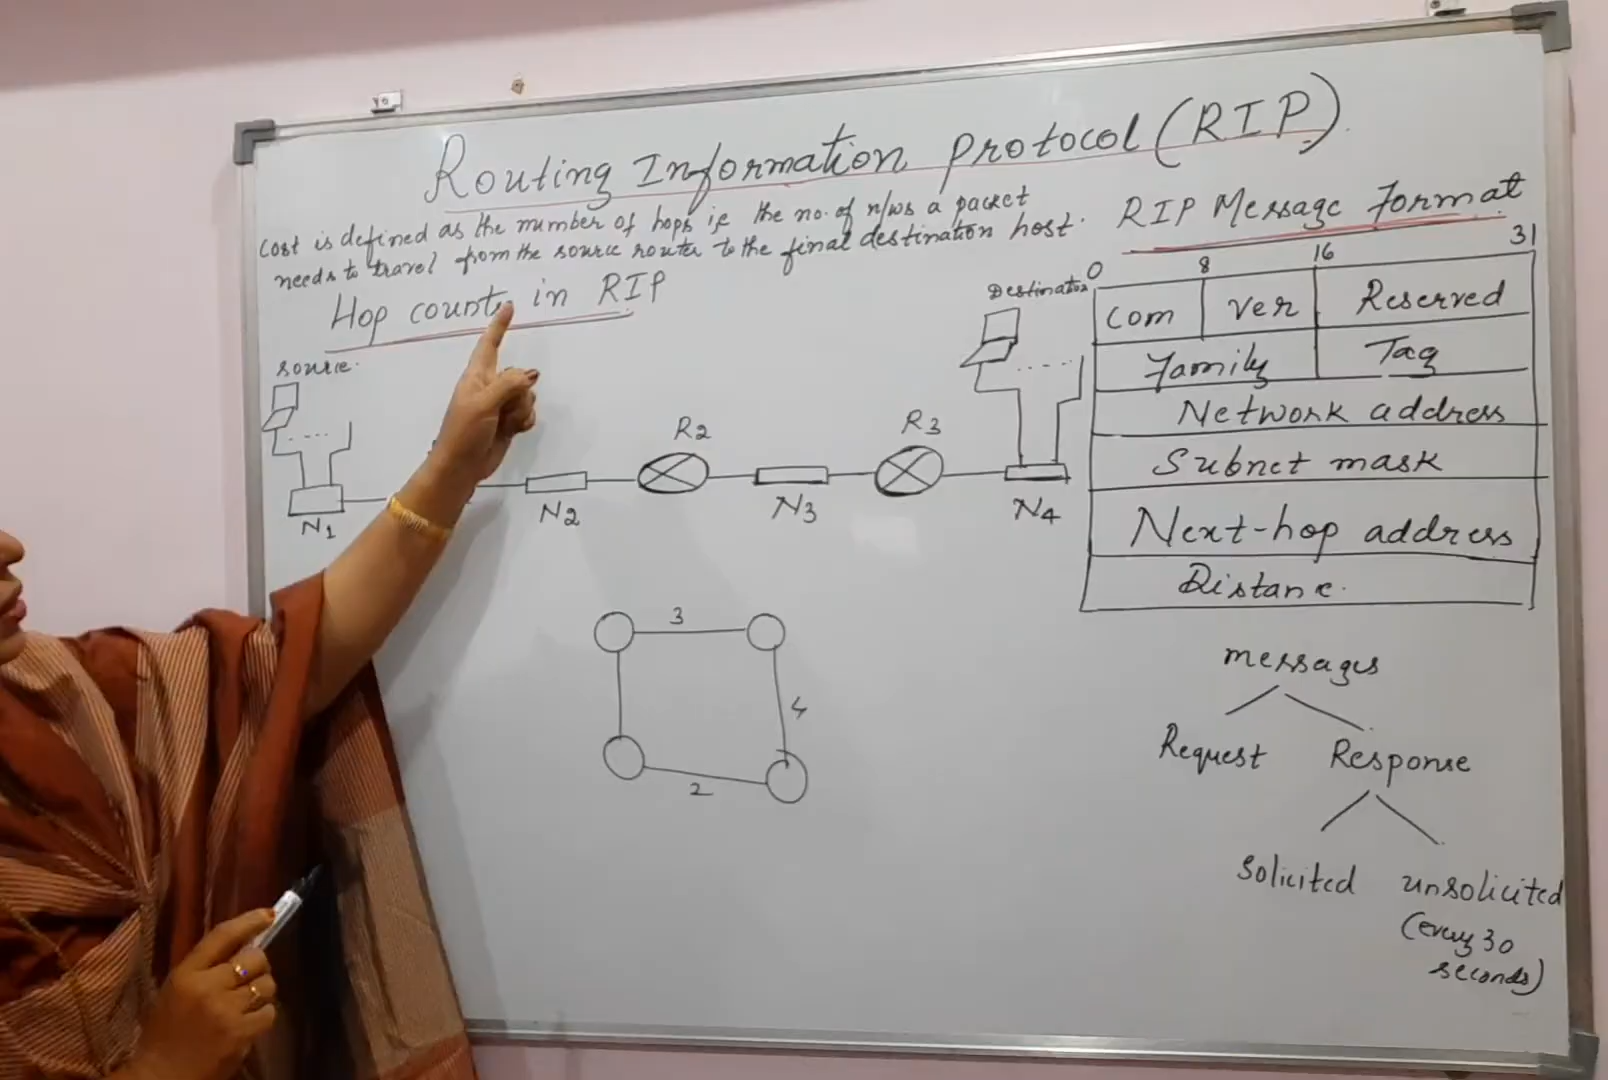 Routing Information Protocol (RIP)
Cost is defined as the number of hops i.e the no. of n/ws a packet
needs to travel from the source router to the final destination host.
Hop counts in RIP
source.
N1
N2
R2
N3
R3
N4
Destination
3
4
2
RIP Message Format
0 8 16 31
Com Ver Reserved
Family Tag
Network address
Subnet mask
Next-hop address
Distance.
messages
Request Response
Solicited unsolicited
(every 30
seconds)